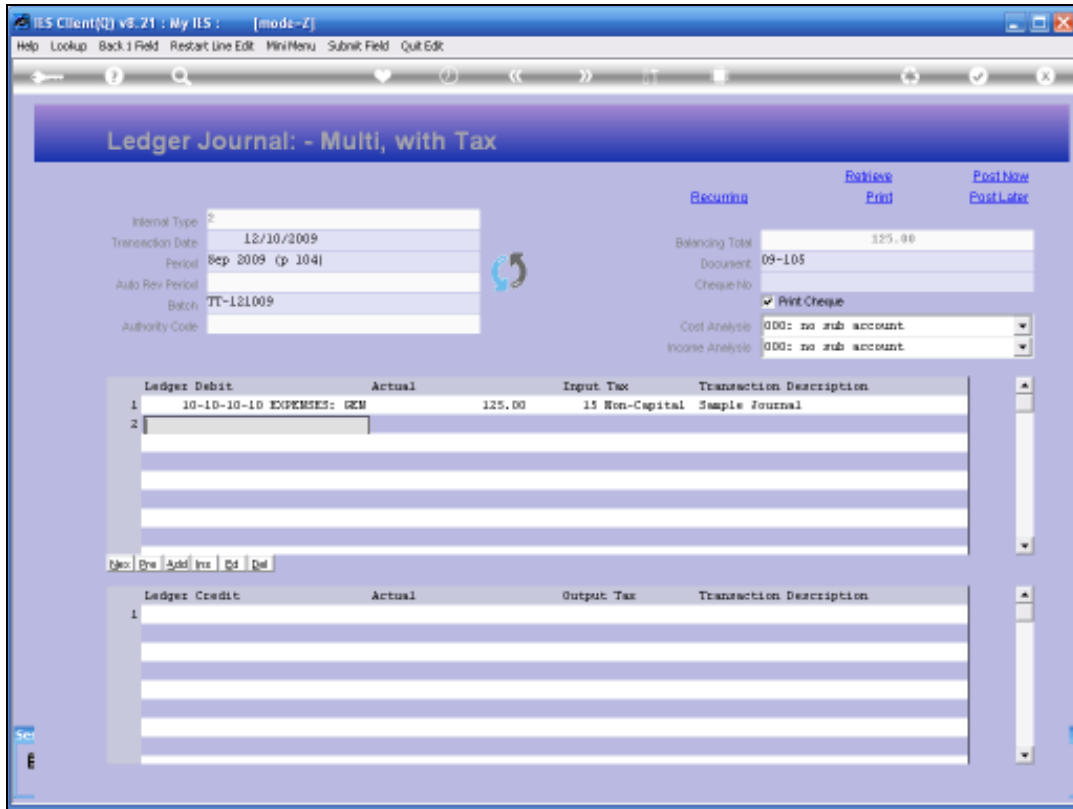 IES Client(Q) v8.21 : My IES : [mode-Z]
Help Lookup Back 1 Field Restart Line Edit MiniMenu Submit Field Quit Edit
Ledger Journal: - Multi, with Tax
Retrieve Post Now
Recurring Print Post Later
Internal Type 2
Transaction Date 12/10/2009 Balancing Total 125.00
Period Sep 2009 (p 104) Document 09-105
Auto Rev Period Cheque No
Batch TT-121009 Print Cheque
Authority Code Cost Analysis 000: no sub account
Income Analysis 000: no sub account
Ledger Debit Actual Input Tax Transaction Description
1 10-10-10-10 EXPENSES: GEN 125.00 15 Non-Capital Sample Journal
2
Nex Pre Add Ins Ed Del
Ledger Credit Actual Output Tax Transaction Description
1